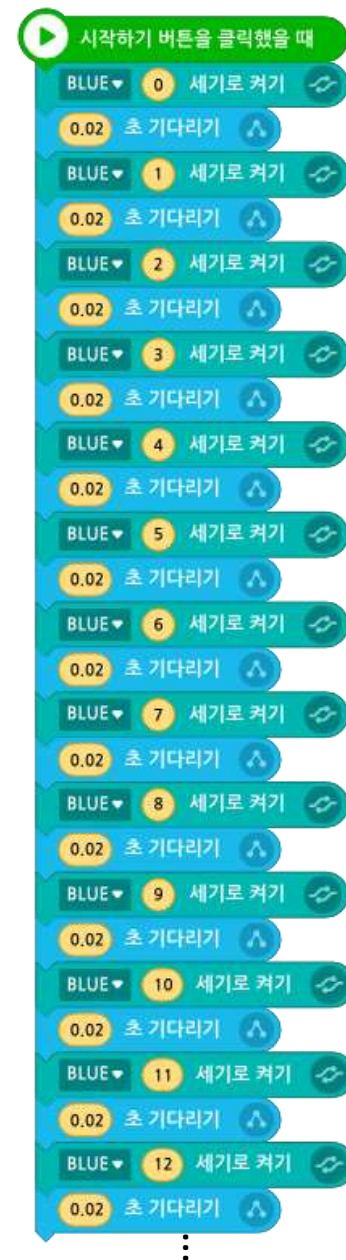 시작하기 버튼을 클릭했을 때
BLUE 0 세기로 켜기
0.02 초 기다리기
BLUE 1 세기로 켜기
0.02 초 기다리기
BLUE 2 세기로 켜기
0.02 초 기다리기
BLUE 3 세기로 켜기
0.02 초 기다리기
BLUE 4 세기로 켜기
0.02 초 기다리기
BLUE 5 세기로 켜기
0.02 초 기다리기
BLUE 6 세기로 켜기
0.02 초 기다리기
BLUE 7 세기로 켜기
0.02 초 기다리기
BLUE 8 세기로 켜기
0.02 초 기다리기
BLUE 9 세기로 켜기
0.02 초 기다리기
BLUE 10 세기로 켜기
0.02 초 기다리기
BLUE 11 세기로 켜기
0.02 초 기다리기
BLUE 12 세기로 켜기
0.02 초 기다리기